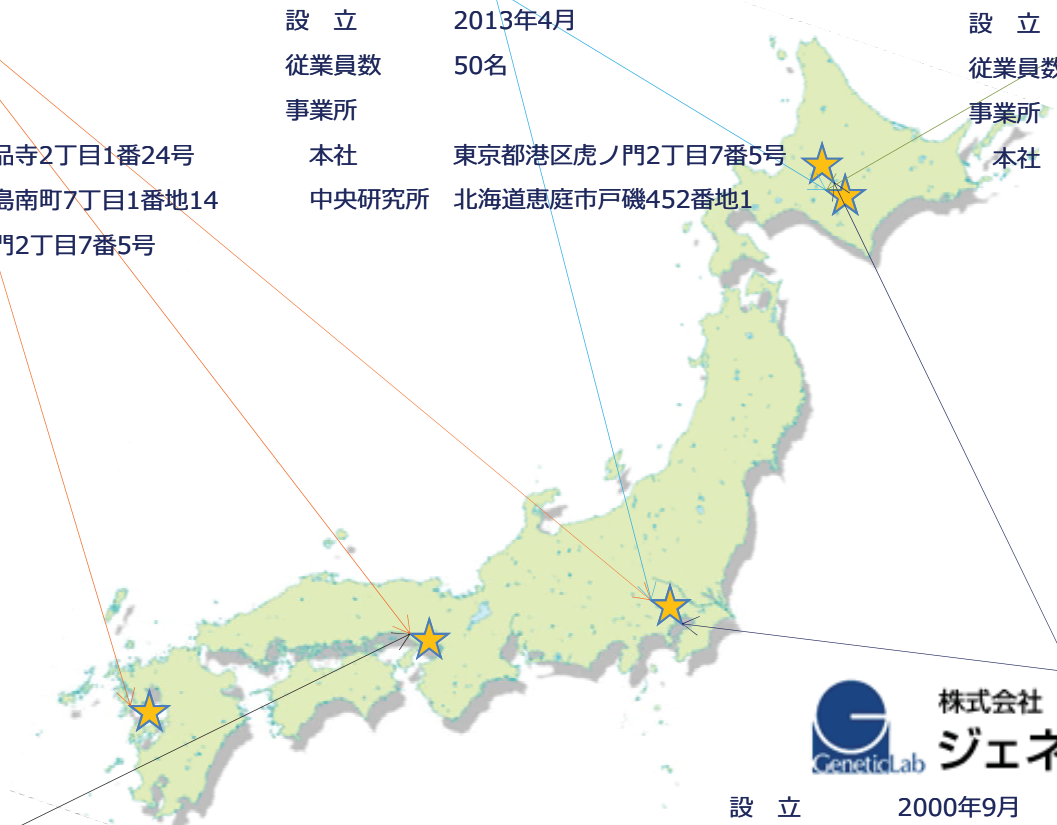 設　立　2013年4月
従業員数　50名
事業所
本社　東京都港区虎ノ門2丁目7番5号
中央研究所　北海道恵庭市戸磯452番地1
品寺2丁目1番24号
島南町7丁目1番地14
門2丁目7番5号
設　立
従業員数
事業所
本社
GeneticLab
株式会社
ジェネ
設　立　2000年9月